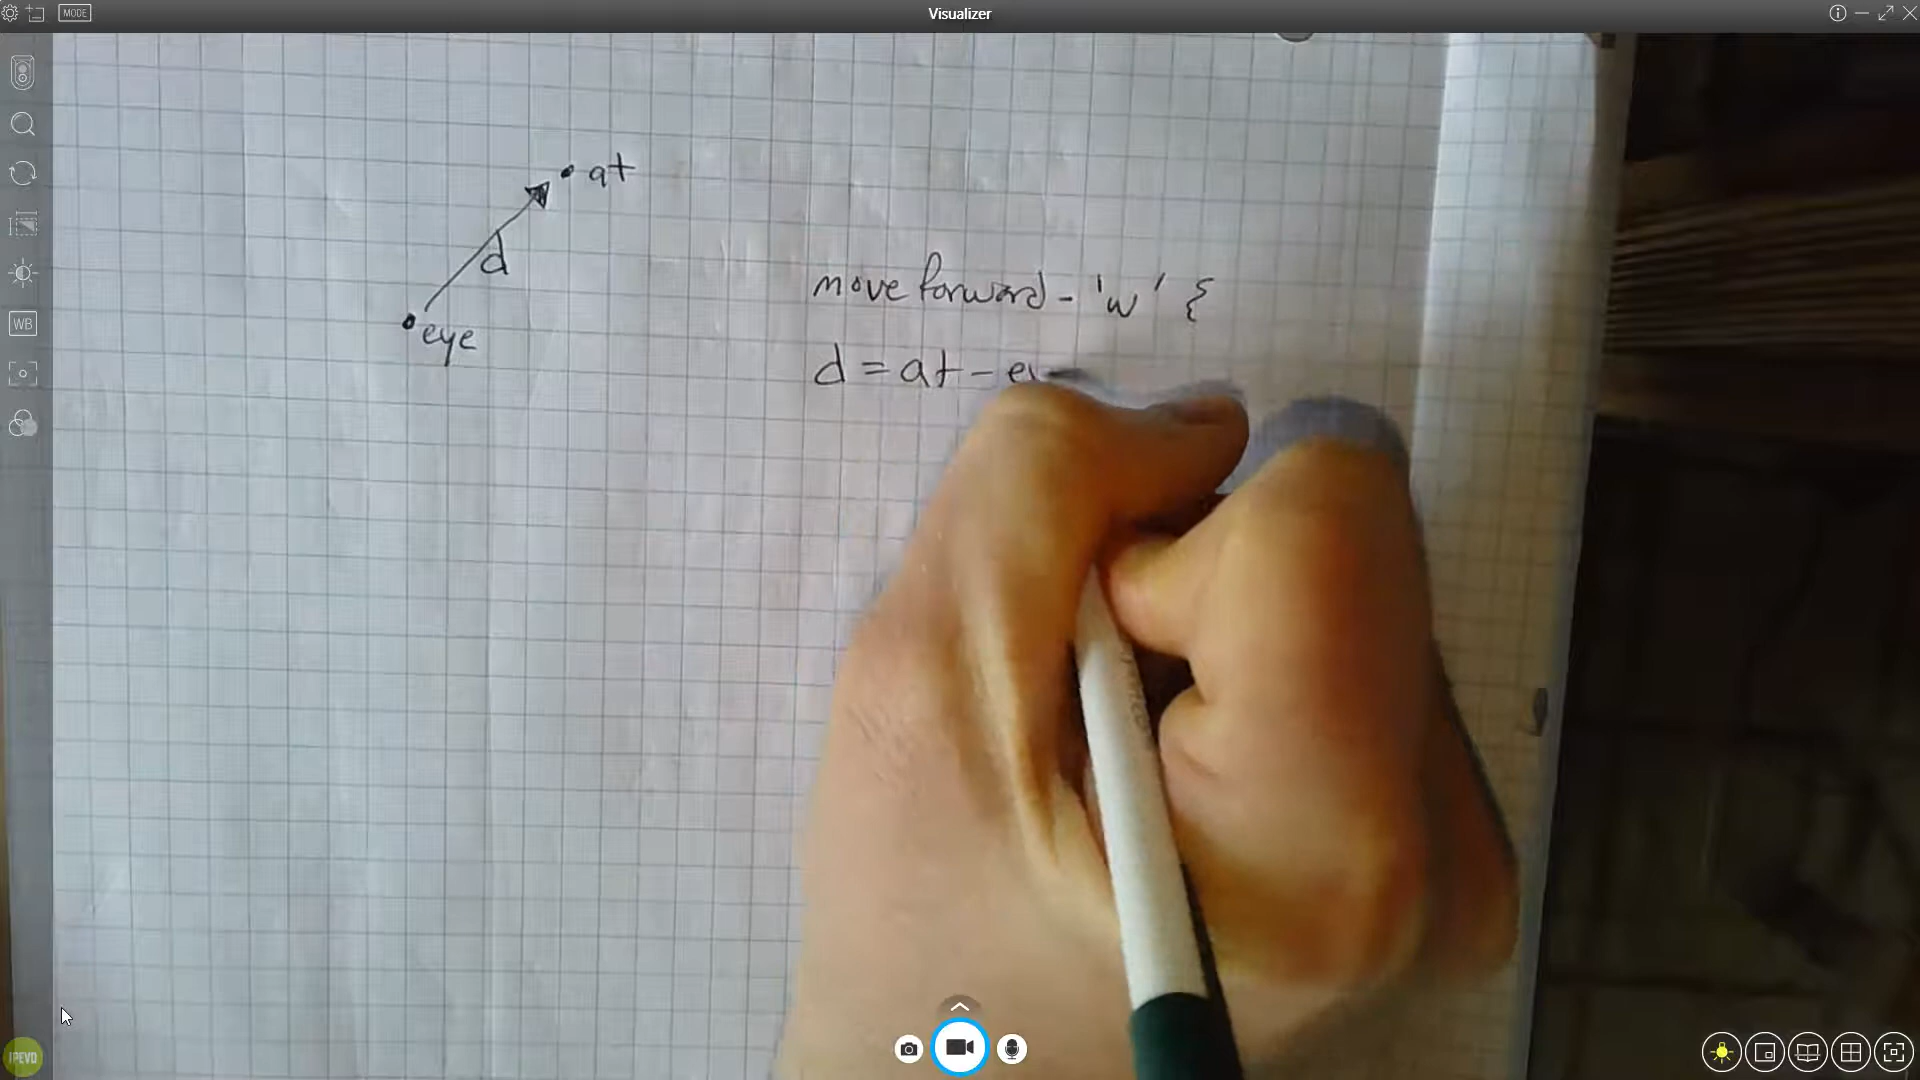 MODE
Visualizer
at
d
eye
WB
move forward - 'w' {
d = at - e
IPEVO